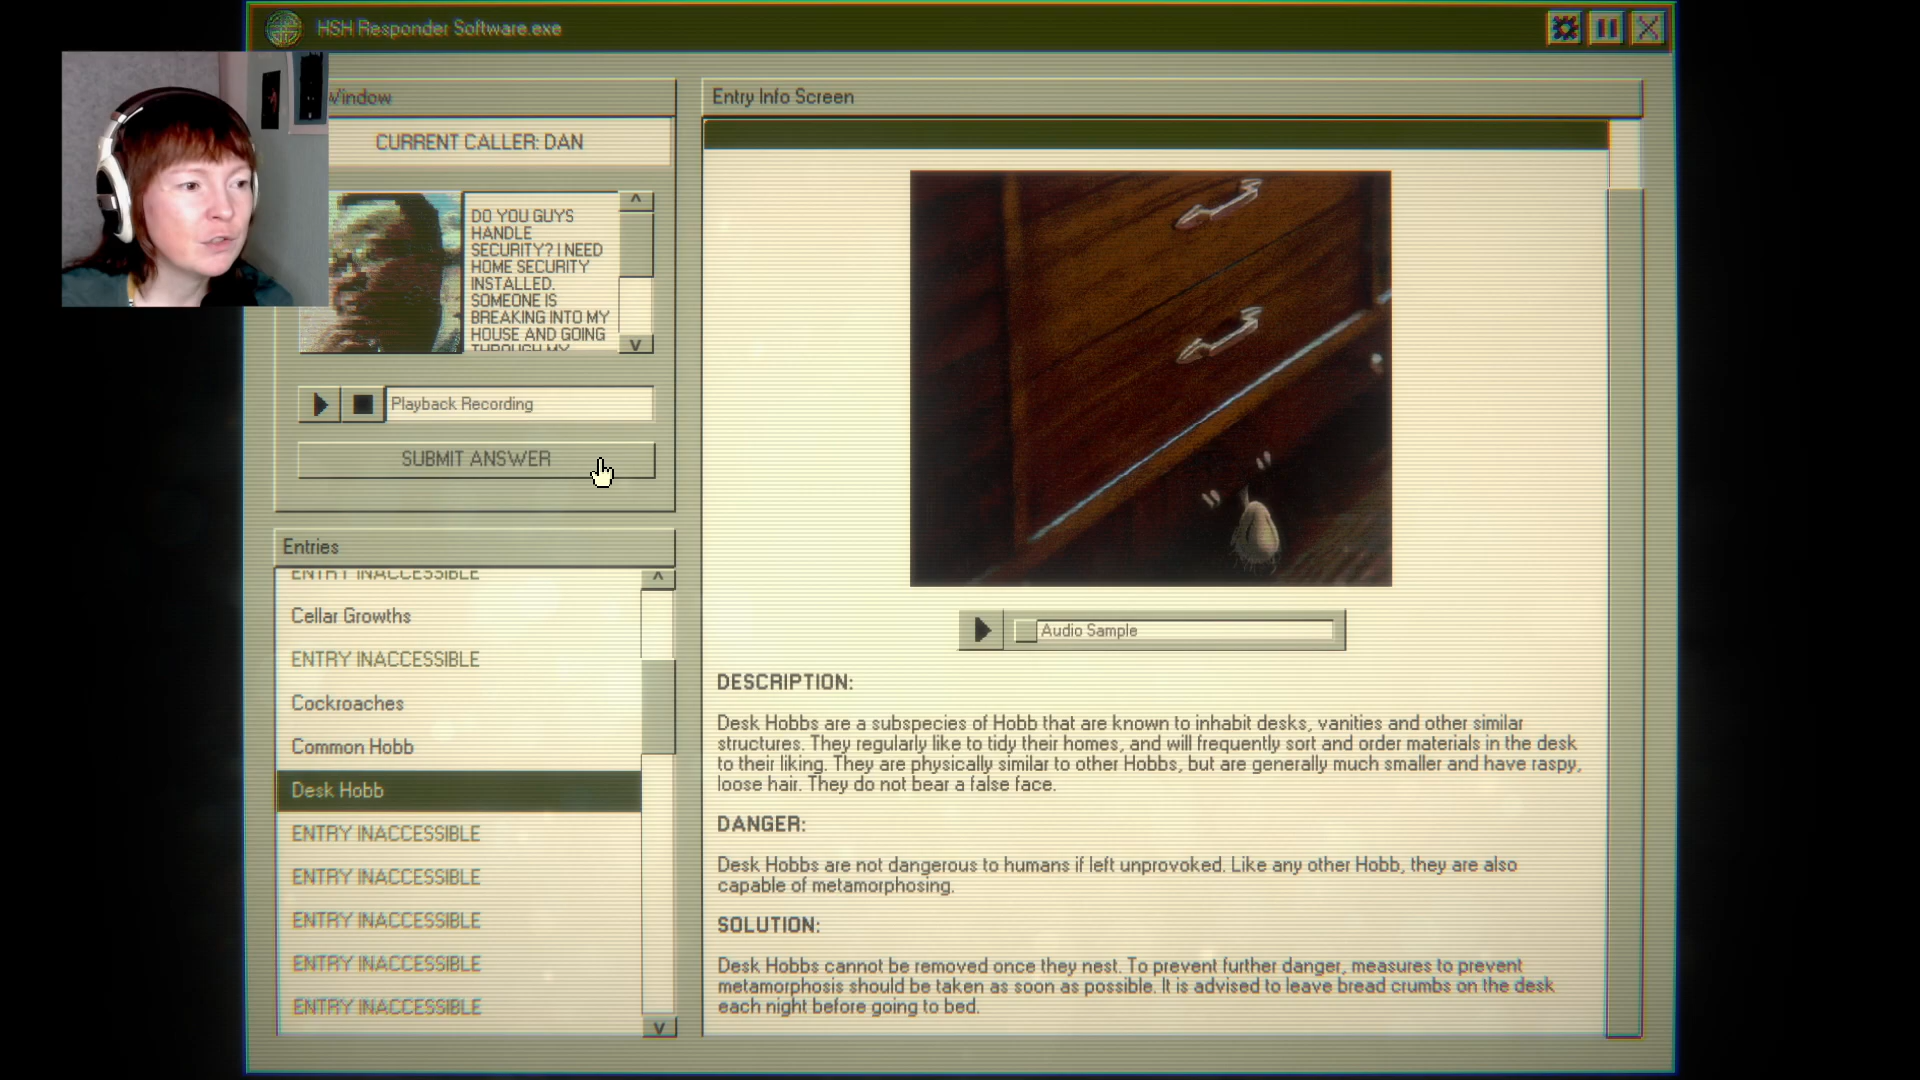 HSH Responder Software.exe
Window
CURRENT CALLER: DAN
DO YOU GUYS
HANDLE
SECURITY? I NEED
HOME SECURITY
INSTALLED.
SOMEONE IS
BREAKING INTO MY
HOUSE AND GOING
THROUGH MY
Playback Recording
SUBMIT ANSWER
Entries
ENTRY INACCESSIBLE
Cellar Growths
ENTRY INACCESSIBLE
Cockroaches
Common Hobb
Desk Hobb
ENTRY INACCESSIBLE
ENTRY INACCESSIBLE
ENTRY INACCESSIBLE
ENTRY INACCESSIBLE
ENTRY INACCESSIBLE
Entry Info Screen
Audio Sample
DESCRIPTION:
Desk Hobbs are a subspecies of Hobb that are known to inhabit desks, vanities and other similar
structures. They regularly like to tidy their homes, and will frequently sort and order materials in the desk
to their liking. They are physically similar to other Hobbs, but are generally much smaller and have raspy,
loose hair. They do not bear a false face.
DANGER:
Desk Hobbs are not dangerous to humans if left unprovoked. Like any other Hobb, they are also
capable of metamorphosing.
SOLUTION:
Desk Hobbs cannot be removed once they nest. To prevent further danger, measures to prevent
metamorphosis should be taken as soon as possible. It is advised to leave bread crumbs on the desk
each night before going to bed.